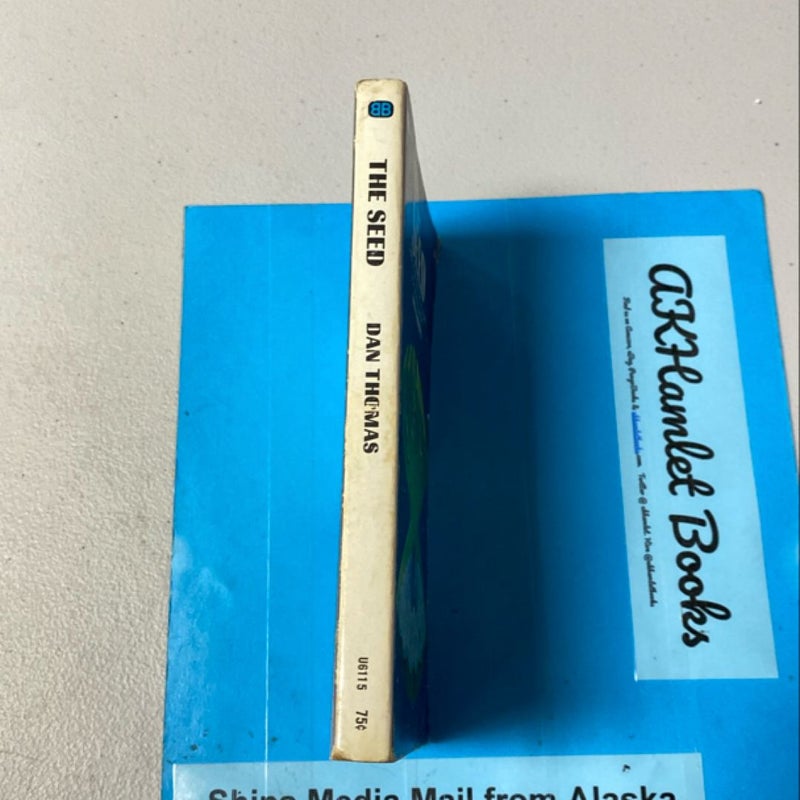 BB
THE SEED
DAN THOMAS
U6115
75¢
AKHamlet Books
Ships Media Mail from Alaska